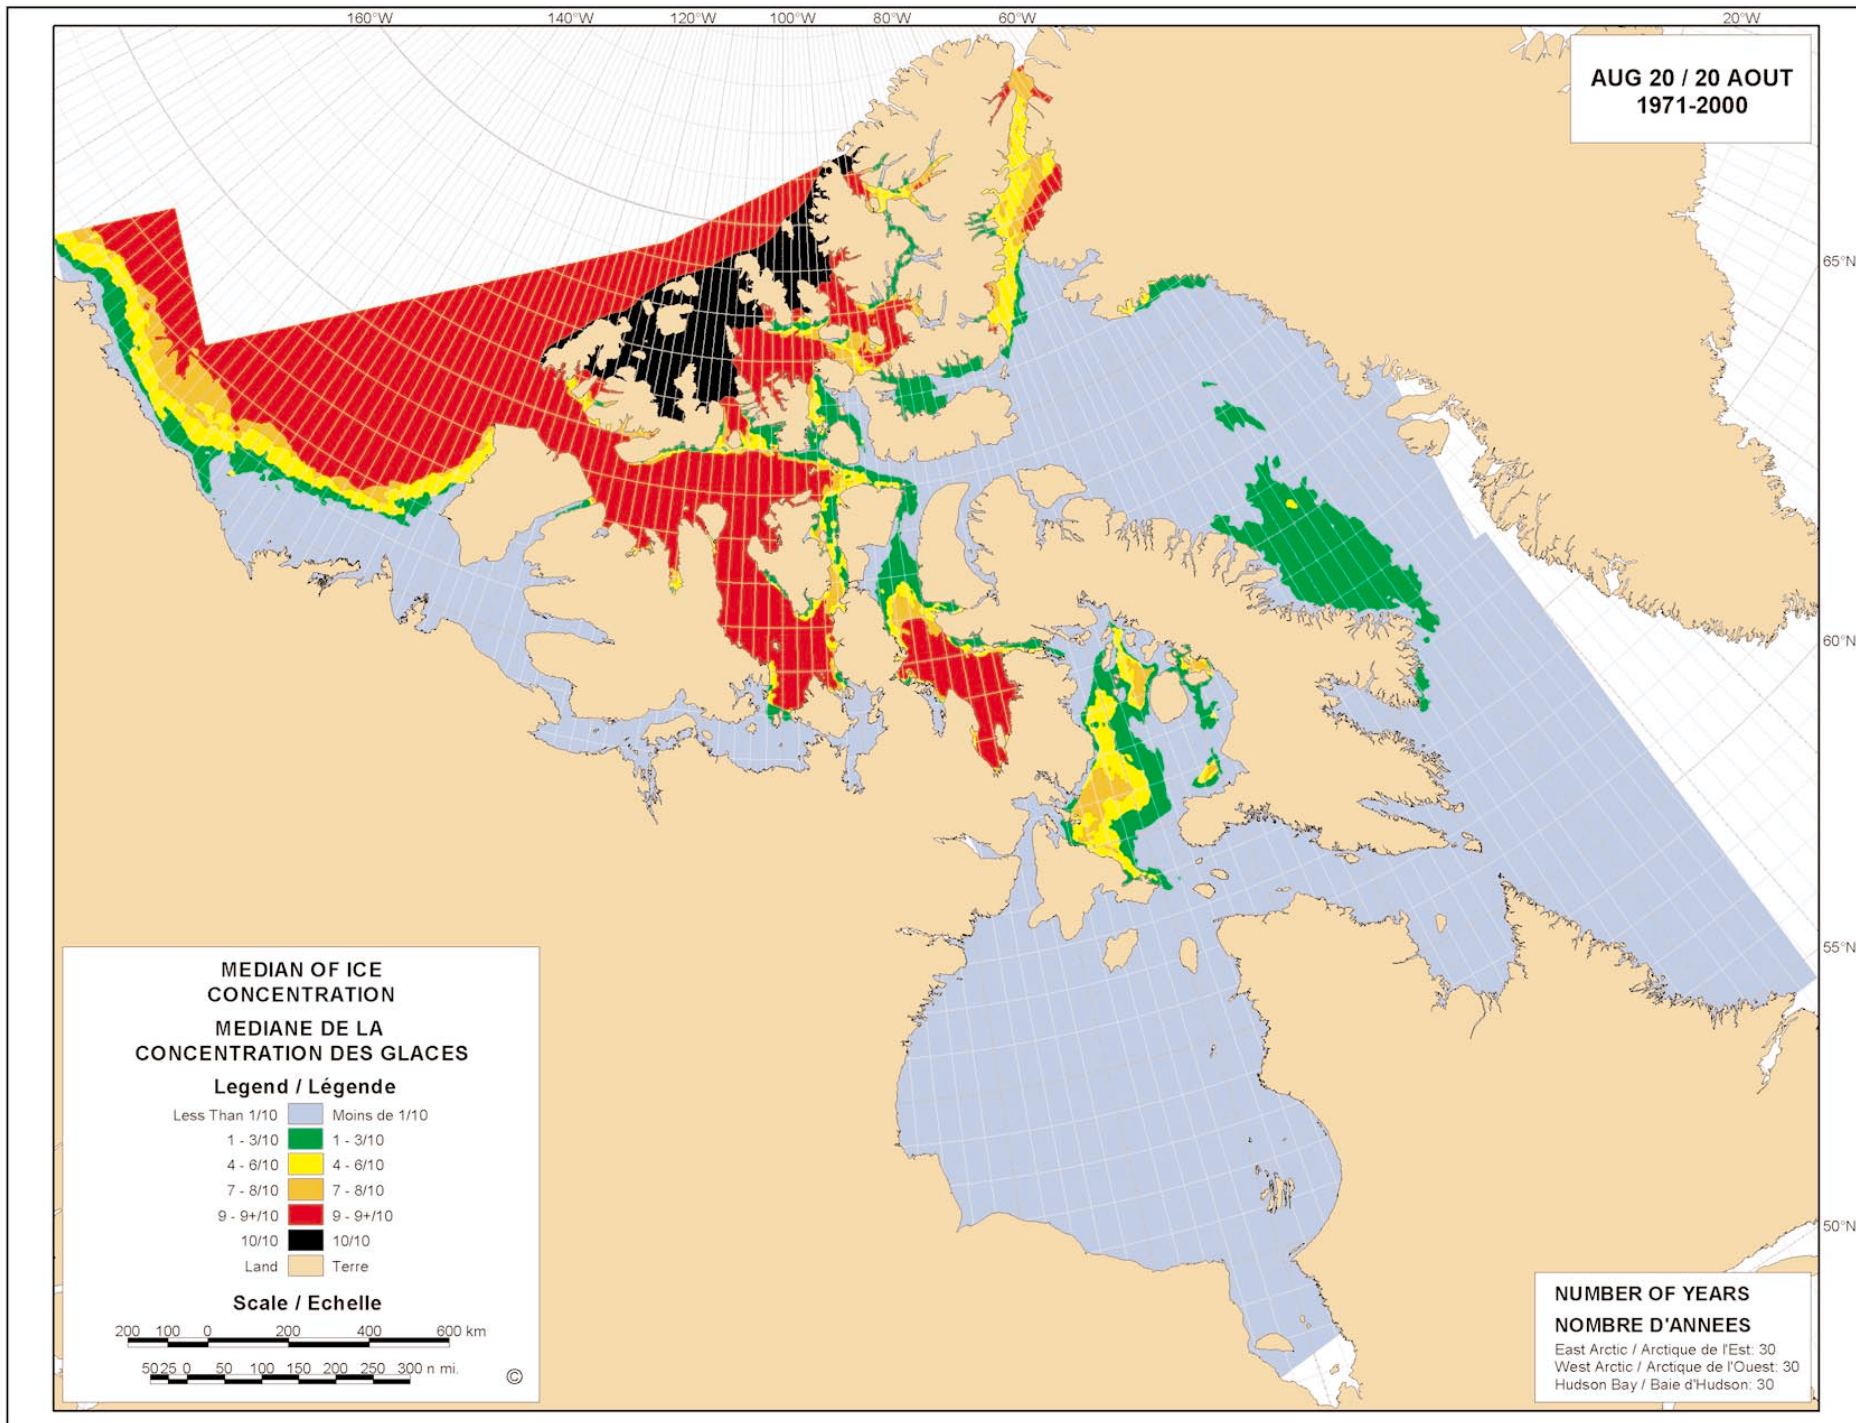 160°W 140°W 120°W 100°W 80°W 60°W 20°W
AUG 20 / 20 AOUT
1971-2000
65°N
60°N
55°N
50°N
MEDIAN OF ICE
CONCENTRATION
MEDIANE DE LA
CONCENTRATION DES GLACES
Legend / Légende
Less Than 1/10 Moins de 1/10
1 - 3/10 1 - 3/10
4 - 6/10 4 - 6/10
7 - 8/10 7 - 8/10
9 - 9+/10 9 - 9+/10
10/10 10/10
Land Terre
Scale / Echelle
200 100 0 200 400 600 km
50 25 0 50 100 150 200 250 300 n mi.
©
NUMBER OF YEARS
NOMBRE D'ANNEES
East Arctic / Arctique de l'Est: 30
West Arctic / Arctique de l'Ouest: 30
Hudson Bay / Baie d'Hudson: 30